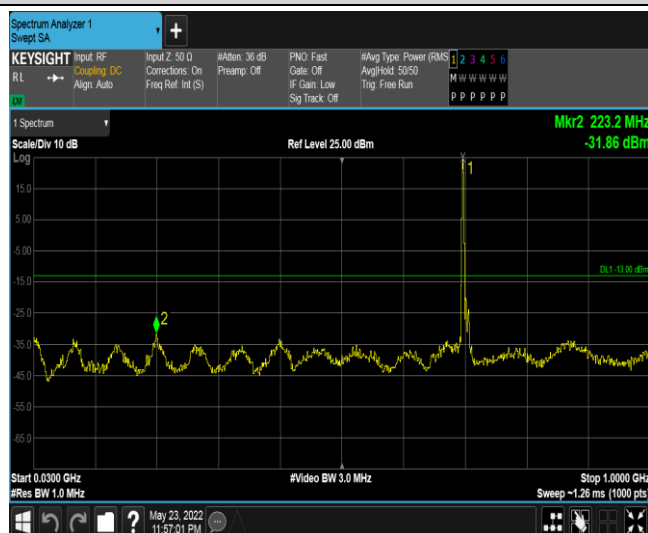 Spectrum Analyzer 1
Swept SA
+
KEYSIGHT
RL
LXI
Input: RF
Coupling: DC
Align: Auto
Input Z: 50 Ω
Corrections: On
Freq Ref: Int (S)
#Atten: 36 dB
Preamp: Off
PNO: Fast
Gate: Off
IF Gain: Low
Sig Track: Off
#Avg Type: Power (RMS
Avg|Hold: 50/50
Trig: Free Run
1 2 3 4 5 6
M W W W W W
P P P P P P
1 Spectrum
Scale/Div 10 dB
Ref Level 25.00 dBm
Mkr2 223.2 MHz
-31.86 dBm
Log
1
15.0
5.00
-5.00
DL1 -13.00 dBm
-15.0
-25.0
2
-35.0
-45.0
-55.0
-65.0
Start 0.0300 GHz
#Video BW 3.0 MHz
Stop 1.0000 GHz
#Res BW 1.0 MHz
Sweep ~1.26 ms (1000 pts)
?
May 23, 2022
11:57:01 PM